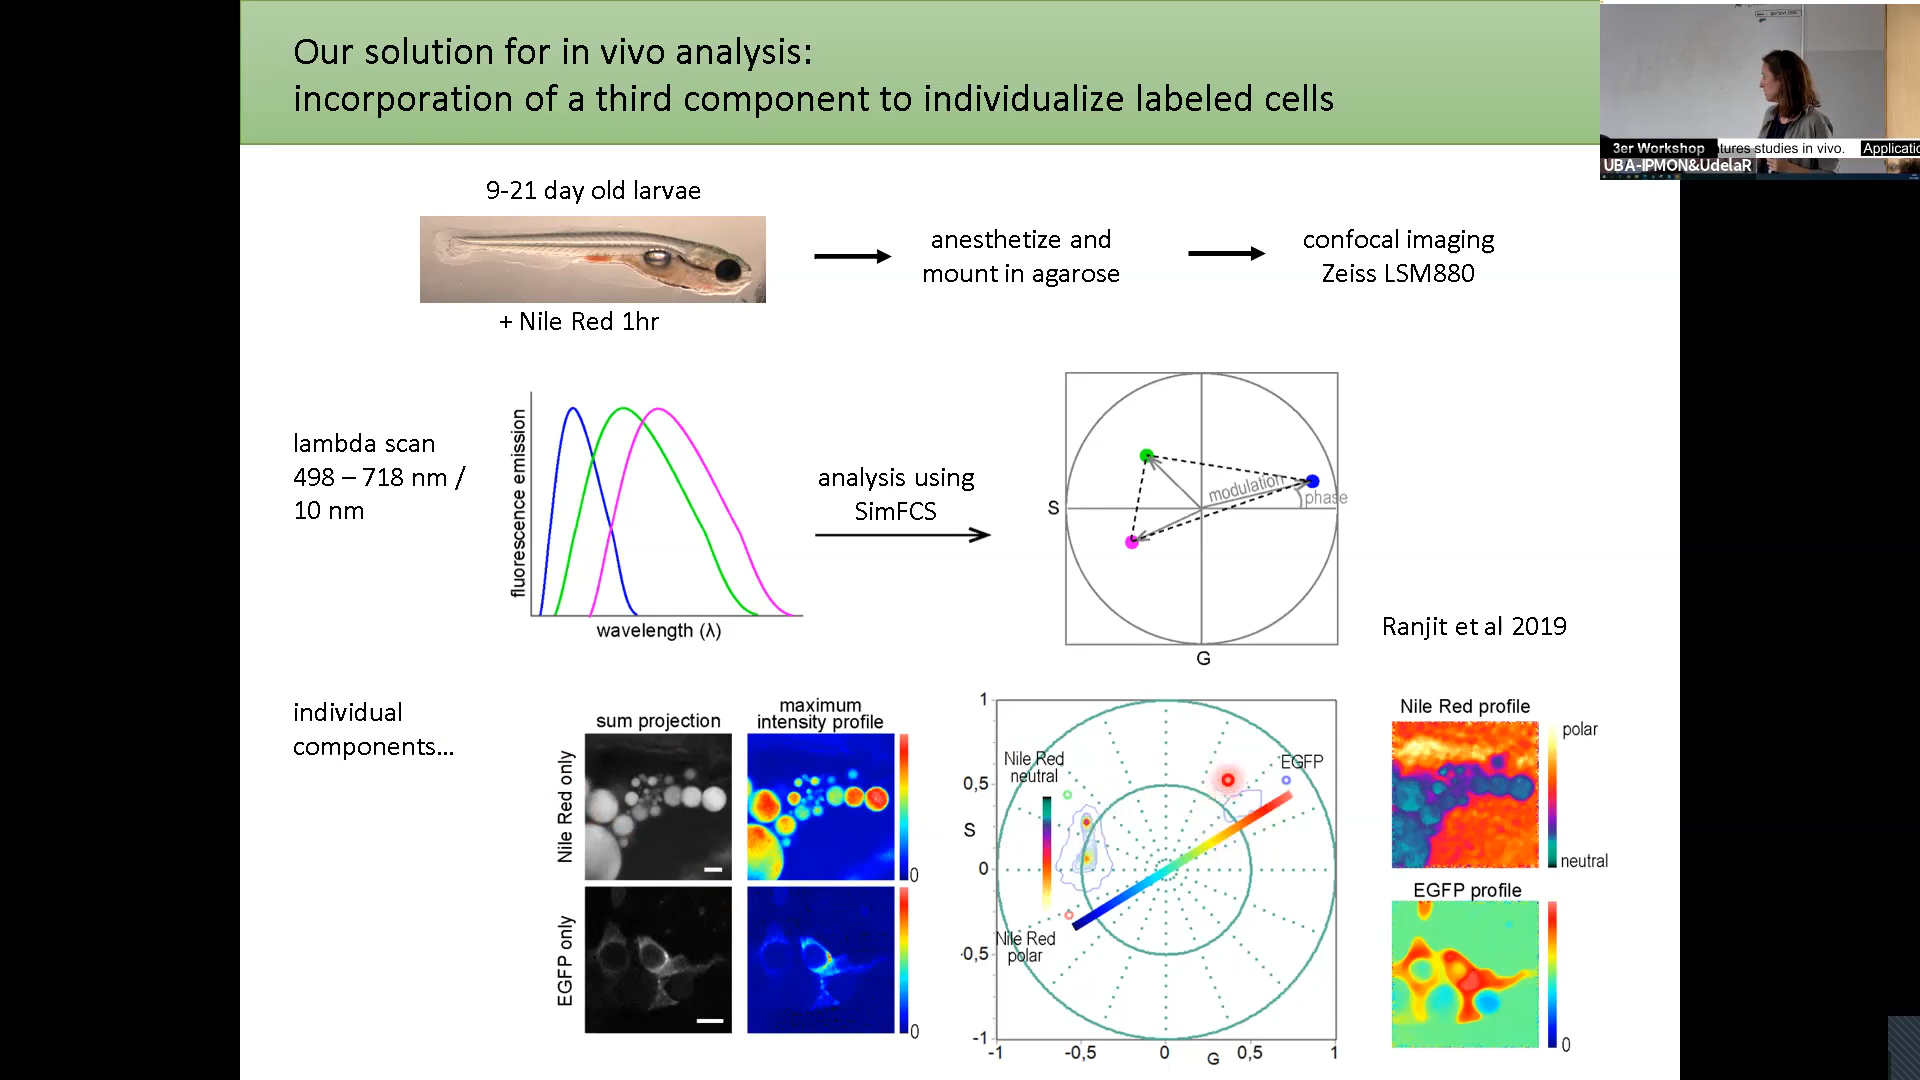 Our solution for in vivo analysis:
incorporation of a third component to individualize labeled cells
3er Workshop
tures studies in vivo.
Applicatio
UBA-IPMON&UdelaR
9-21 day old larvae
+ Nile Red 1hr
anesthetize and
mount in agarose
confocal imaging
Zeiss LSM880
lambda scan
498 – 718 nm /
10 nm
fluorescence emission
wavelength (λ)
analysis using
SimFCS
S
modulation
phase
G
Ranjit et al 2019
individual
components...
sum projection
maximum
intensity profile
Nile Red only
0
EGFP only
0
1
0,5
S
0
-0,5
-1
-1
-0,5
0
G
0,5
1
Nile Red
neutral
EGFP
Nile Red
polar
Nile Red profile
polar
neutral
EGFP profile
0